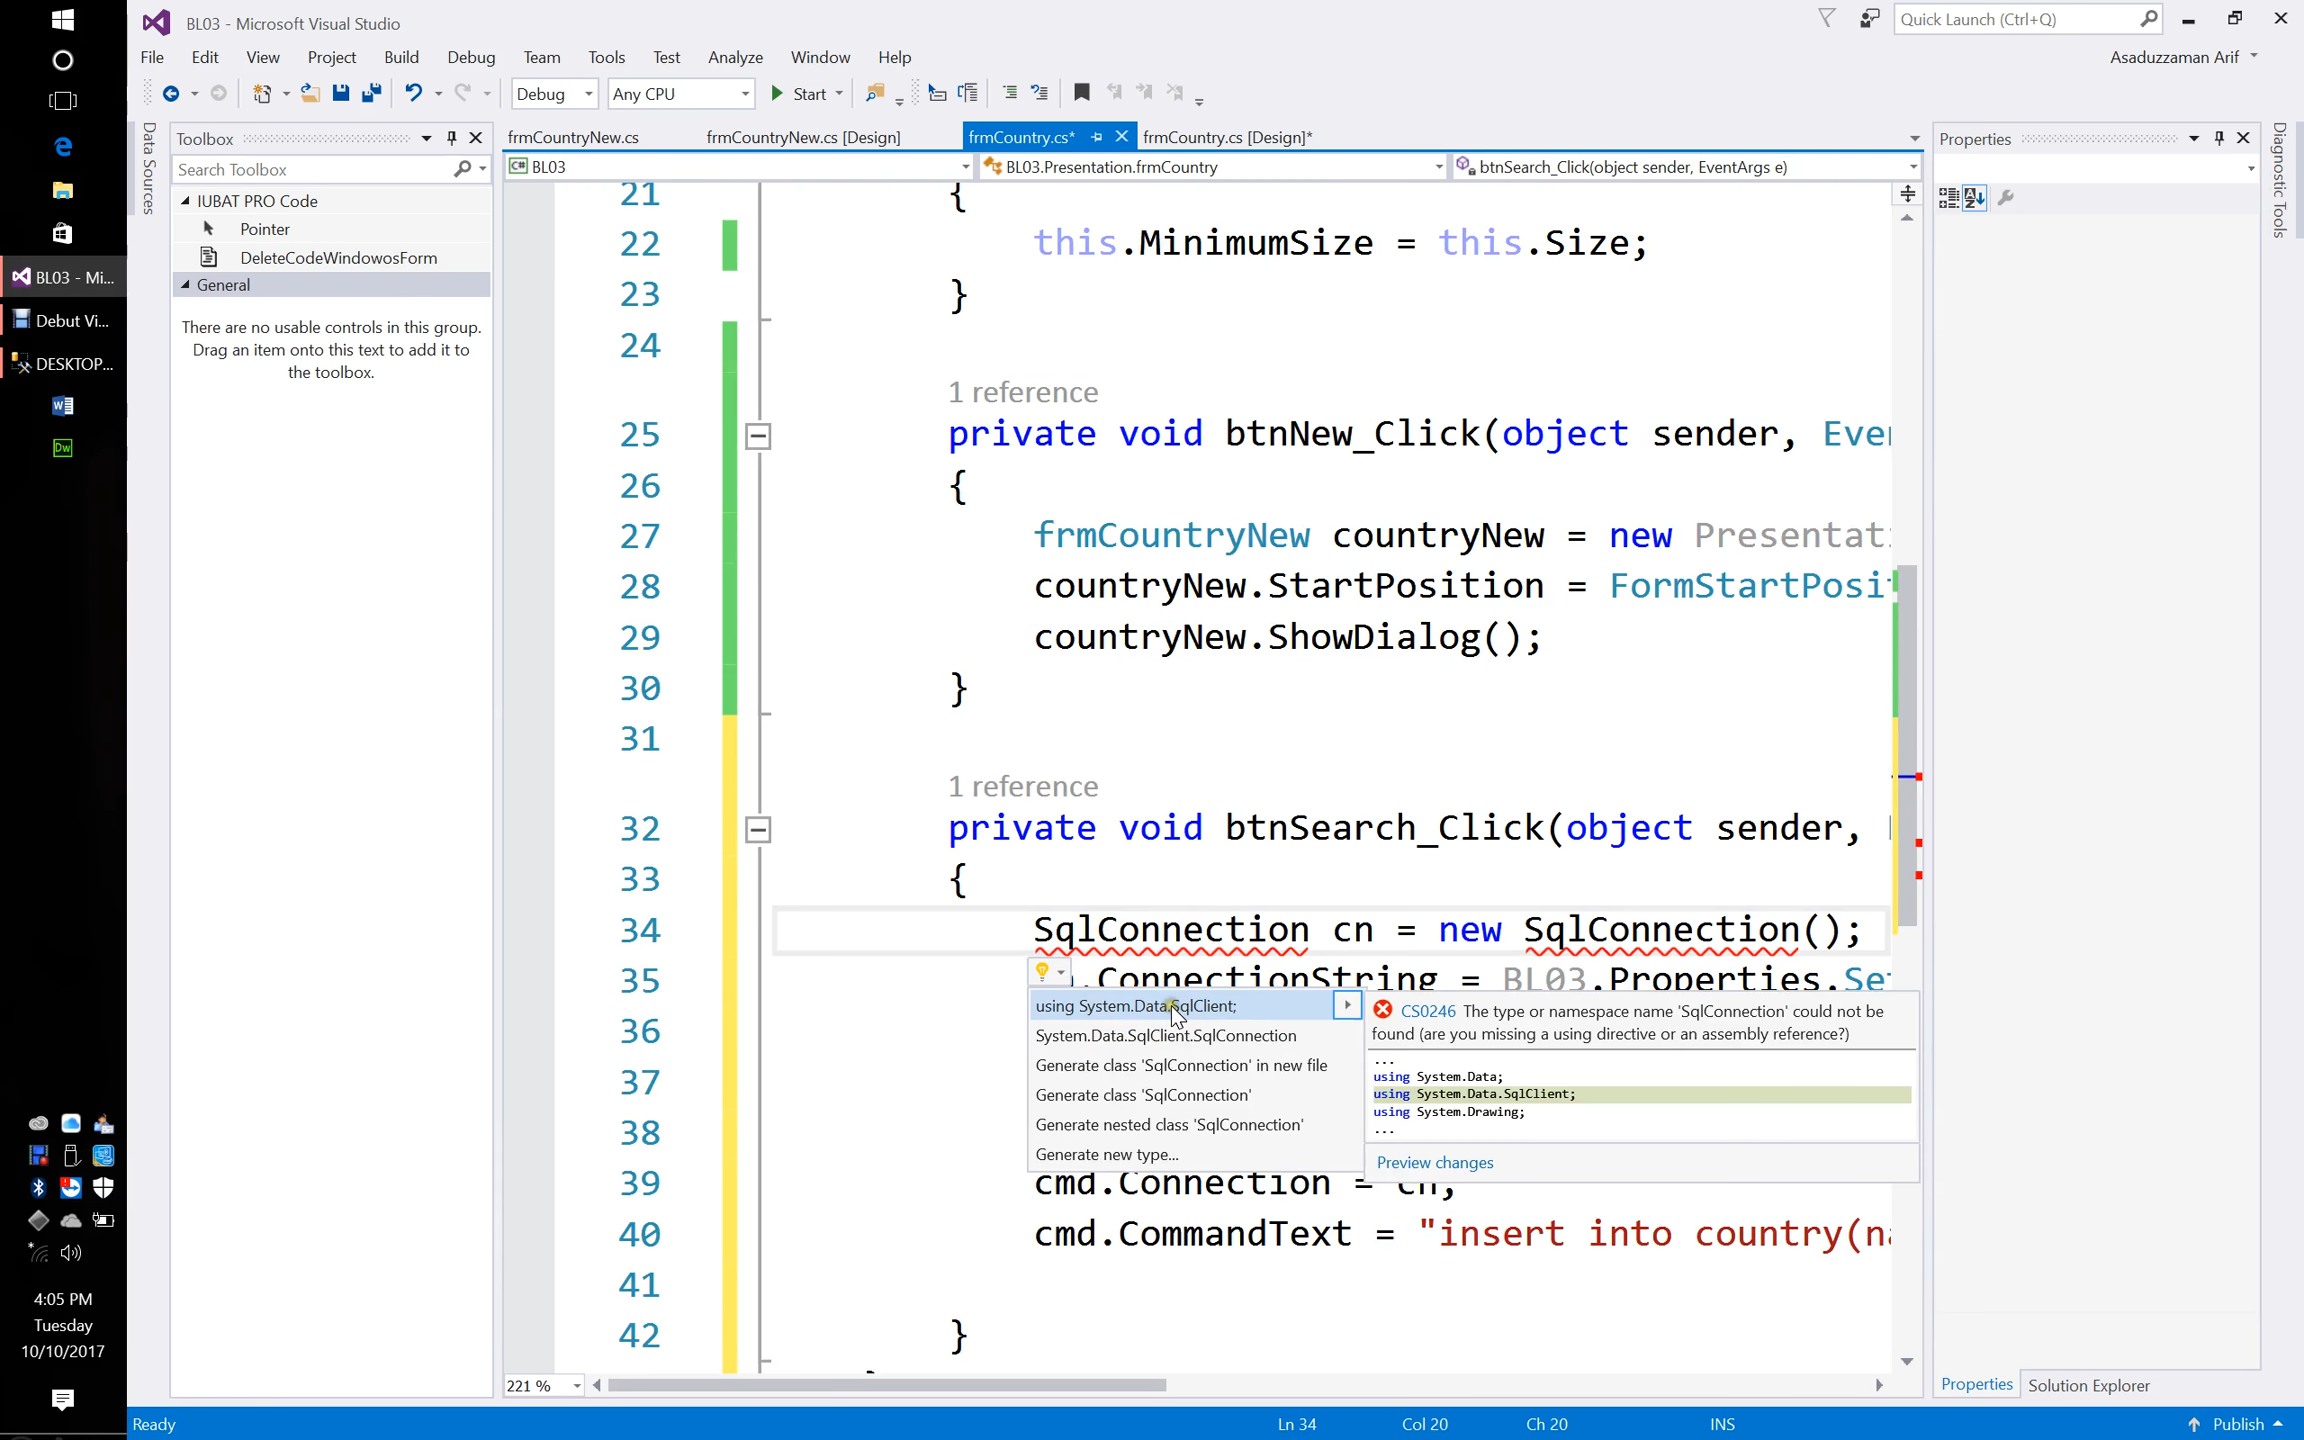 BL03 - Microsoft Visual Studio
Quick Launch (Ctrl+Q)
File Edit View Project Build Debug Team Tools Test Analyze Window Help
Asaduzzaman Arif
Debug Any CPU Start
Data Sources
Toolbox
Search Toolbox
IUBAT PRO Code
Pointer
DeleteCodeWindowosForm
General
There are no usable controls in this group.
Drag an item onto this text to add it to
the toolbox.
BL03 - Mi...
Debut Vi...
DESKTOP...
Dw
4:05 PM
Tuesday
10/10/2017
frmCountryNew.cs frmCountryNew.cs [Design] frmCountry.cs* frmCountry.cs [Design]*
C# BL03 BL03.Presentation.frmCountry btnSearch_Click(object sender, EventArgs e)
21 {
22 this.MinimumSize = this.Size;
23 }
24
1 reference
25 private void btnNew_Click(object sender, Eve
26 {
27 frmCountryNew countryNew = new Presentat
28 countryNew.StartPosition = FormStartPosi
29 countryNew.ShowDialog();
30 }
31
1 reference
32 private void btnSearch_Click(object sender,
33 {
34 SqlConnection cn = new SqlConnection();
35 .ConnectionString = BL03.Properties.Se
36
37
38
39 cmd.Connection = cn;
40 cmd.CommandText = "insert into country(n
41
42 }
using System.Data.SqlClient;
System.Data.SqlClient.SqlConnection
Generate class 'SqlConnection' in new file
Generate class 'SqlConnection'
Generate nested class 'SqlConnection'
Generate new type...
CS0246 The type or namespace name 'SqlConnection' could not be
found (are you missing a using directive or an assembly reference?)
...
using System.Data;
using System.Data.SqlClient;
using System.Drawing;
...
Preview changes
221 %
Properties
Diagnostic Tools
Properties Solution Explorer
Ready Ln 34 Col 20 Ch 20 INS Publish